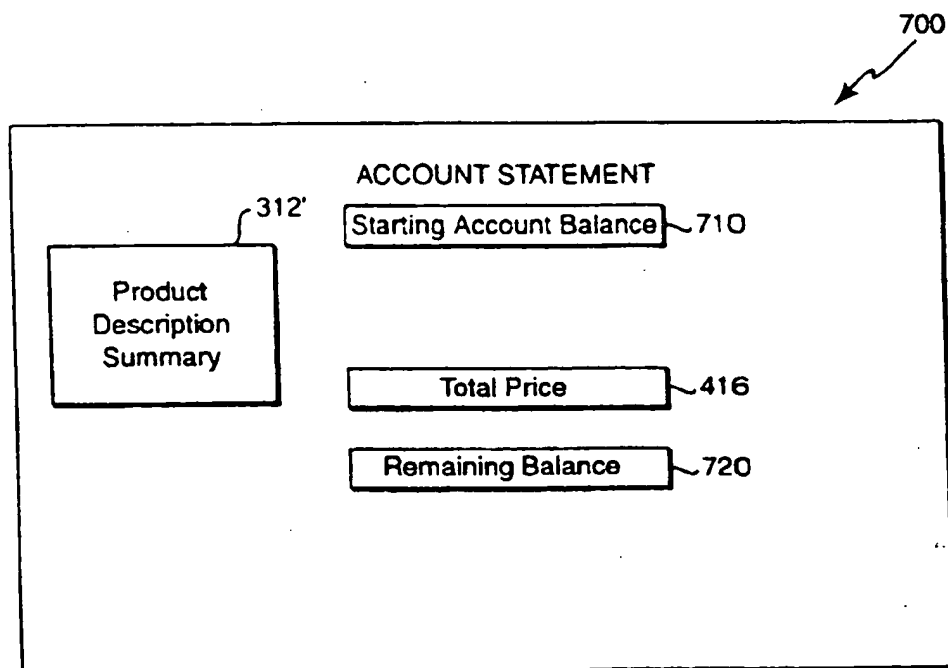 700
ACCOUNT STATEMENT
312'
Starting Account Balance 710
Product
Description
Summary
Total Price 416
Remaining Balance 720